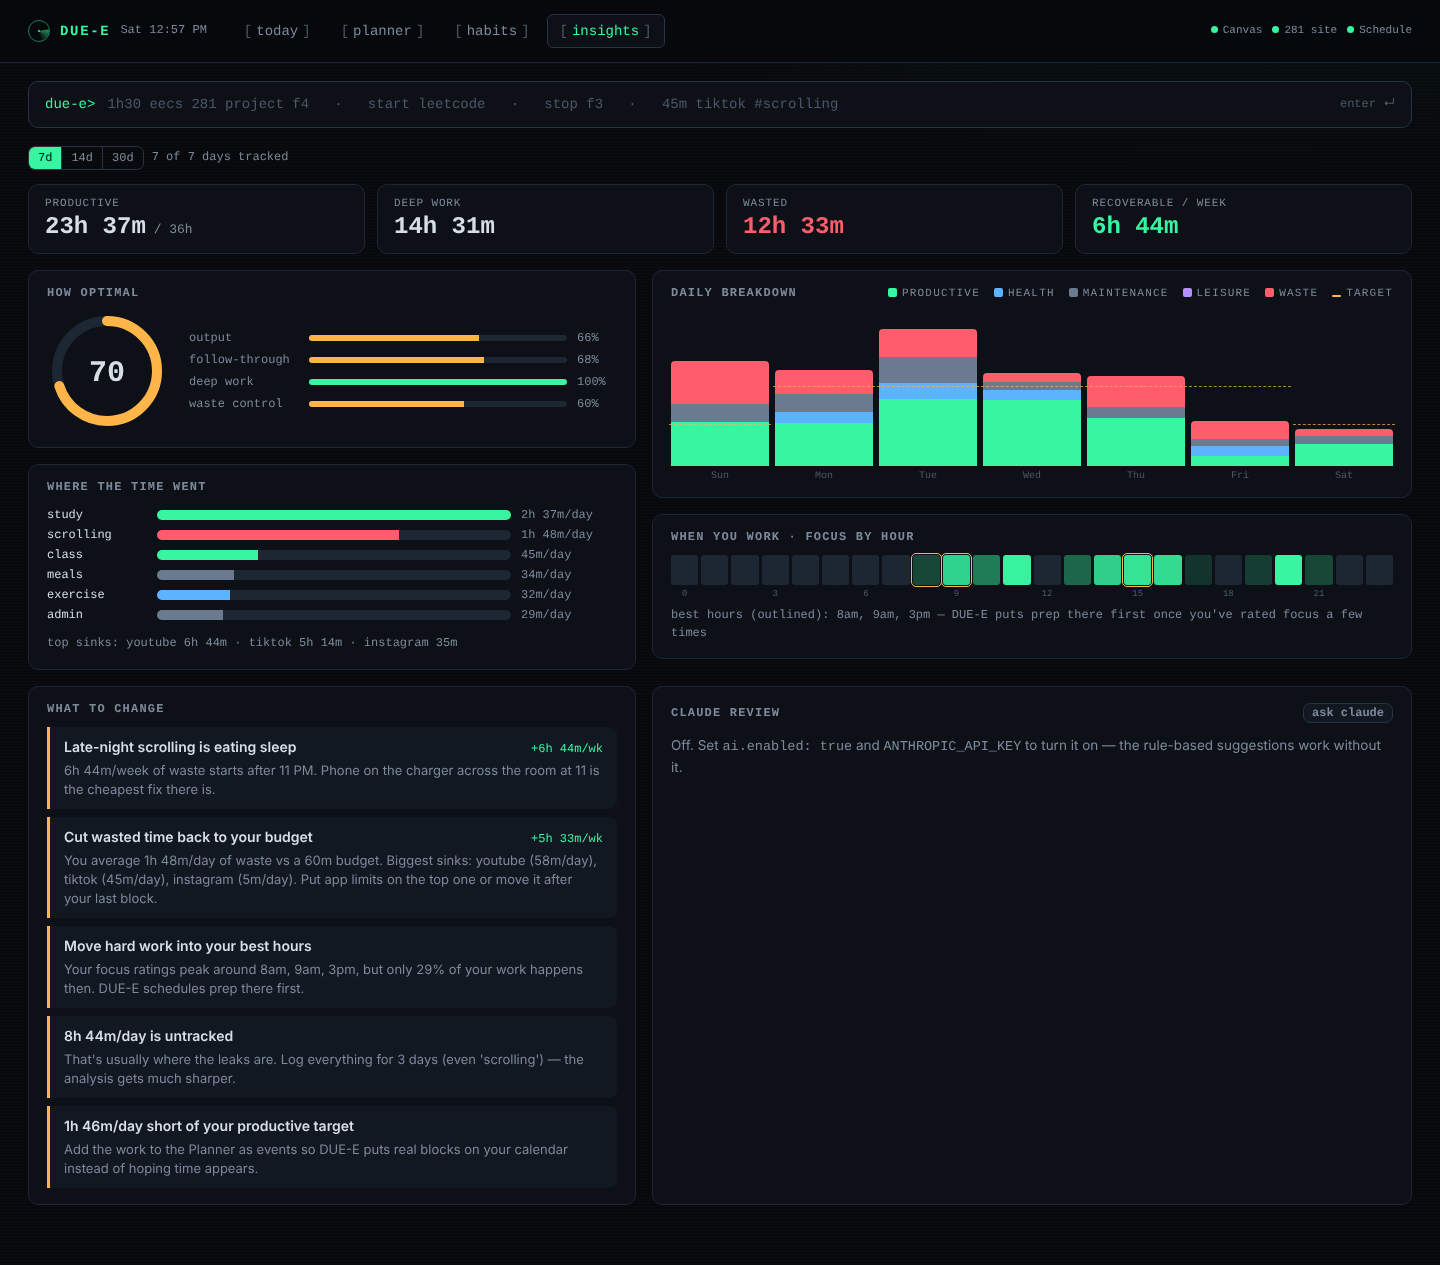 DUE-E Sat 12:57 PM [ today ] [ planner ] [ habits ] [ insights ] Canvas 281 site Schedule
due-e> 1h30 eecs 281 project f4 · start leetcode · stop f3 · 45m tiktok #scrolling enter ↵
7d 14d 30d 7 of 7 days tracked
PRODUCTIVE
23h 37m / 36h
DEEP WORK
14h 31m
WASTED
12h 33m
RECOVERABLE / WEEK
6h 44m
HOW OPTIMAL
70
output 66%
follow-through 68%
deep work 100%
waste control 60%
DAILY BREAKDOWN PRODUCTIVE HEALTH MAINTENANCE LEISURE WASTE TARGET
Sun Mon Tue Wed Thu Fri Sat
WHERE THE TIME WENT
study 2h 37m/day
scrolling 1h 48m/day
class 45m/day
meals 34m/day
exercise 32m/day
admin 29m/day
top sinks: youtube 6h 44m · tiktok 5h 14m · instagram 35m
WHEN YOU WORK · FOCUS BY HOUR
0 3 6 9 12 15 18 21
best hours (outlined): 8am, 9am, 3pm — DUE-E puts prep there first once you've rated focus a few
times
WHAT TO CHANGE
Late-night scrolling is eating sleep +6h 44m/wk
6h 44m/week of waste starts after 11 PM. Phone on the charger across the room at 11 is
the cheapest fix there is.
Cut wasted time back to your budget +5h 33m/wk
You average 1h 48m/day of waste vs a 60m budget. Biggest sinks: youtube (58m/day),
tiktok (45m/day), instagram (5m/day). Put app limits on the top one or move it after
your last block.
Move hard work into your best hours
Your focus ratings peak around 8am, 9am, 3pm, but only 29% of your work happens
then. DUE-E schedules prep there first.
8h 44m/day is untracked
That's usually where the leaks are. Log everything for 3 days (even 'scrolling') — the
analysis gets much sharper.
1h 46m/day short of your productive target
Add the work to the Planner as events so DUE-E puts real blocks on your calendar
instead of hoping time appears.
CLAUDE REVIEW ask claude
Off. Set ai.enabled: true and ANTHROPIC_API_KEY to turn it on — the rule-based suggestions work without
it.